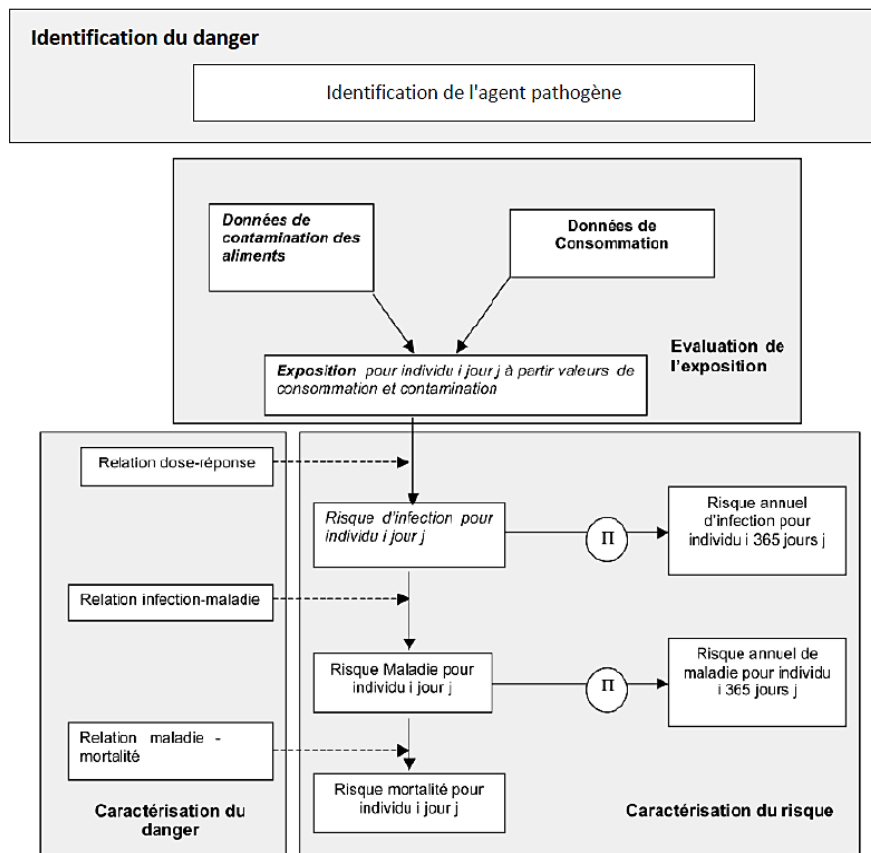 Identification du danger
Identification de l'agent pathogène
Données de
contamination des
aliments
Données de
Consommation
Exposition pour individu i jour j à partir valeurs de
consommation et contamination
Evaluation de
l'exposition
Relation dose-réponse
Risque d'infection pour
individu i jour j
Π
Risque annuel
d'infection pour
individu i 365 jours j
Relation infection-maladie
Risque Maladie pour
individu i jour j
Π
Risque annuel de
maladie pour individu
i 365 jours j
Relation maladie -
mortalité
Risque mortalité pour
individu i jour j
Caractérisation du
danger
Caractérisation du risque